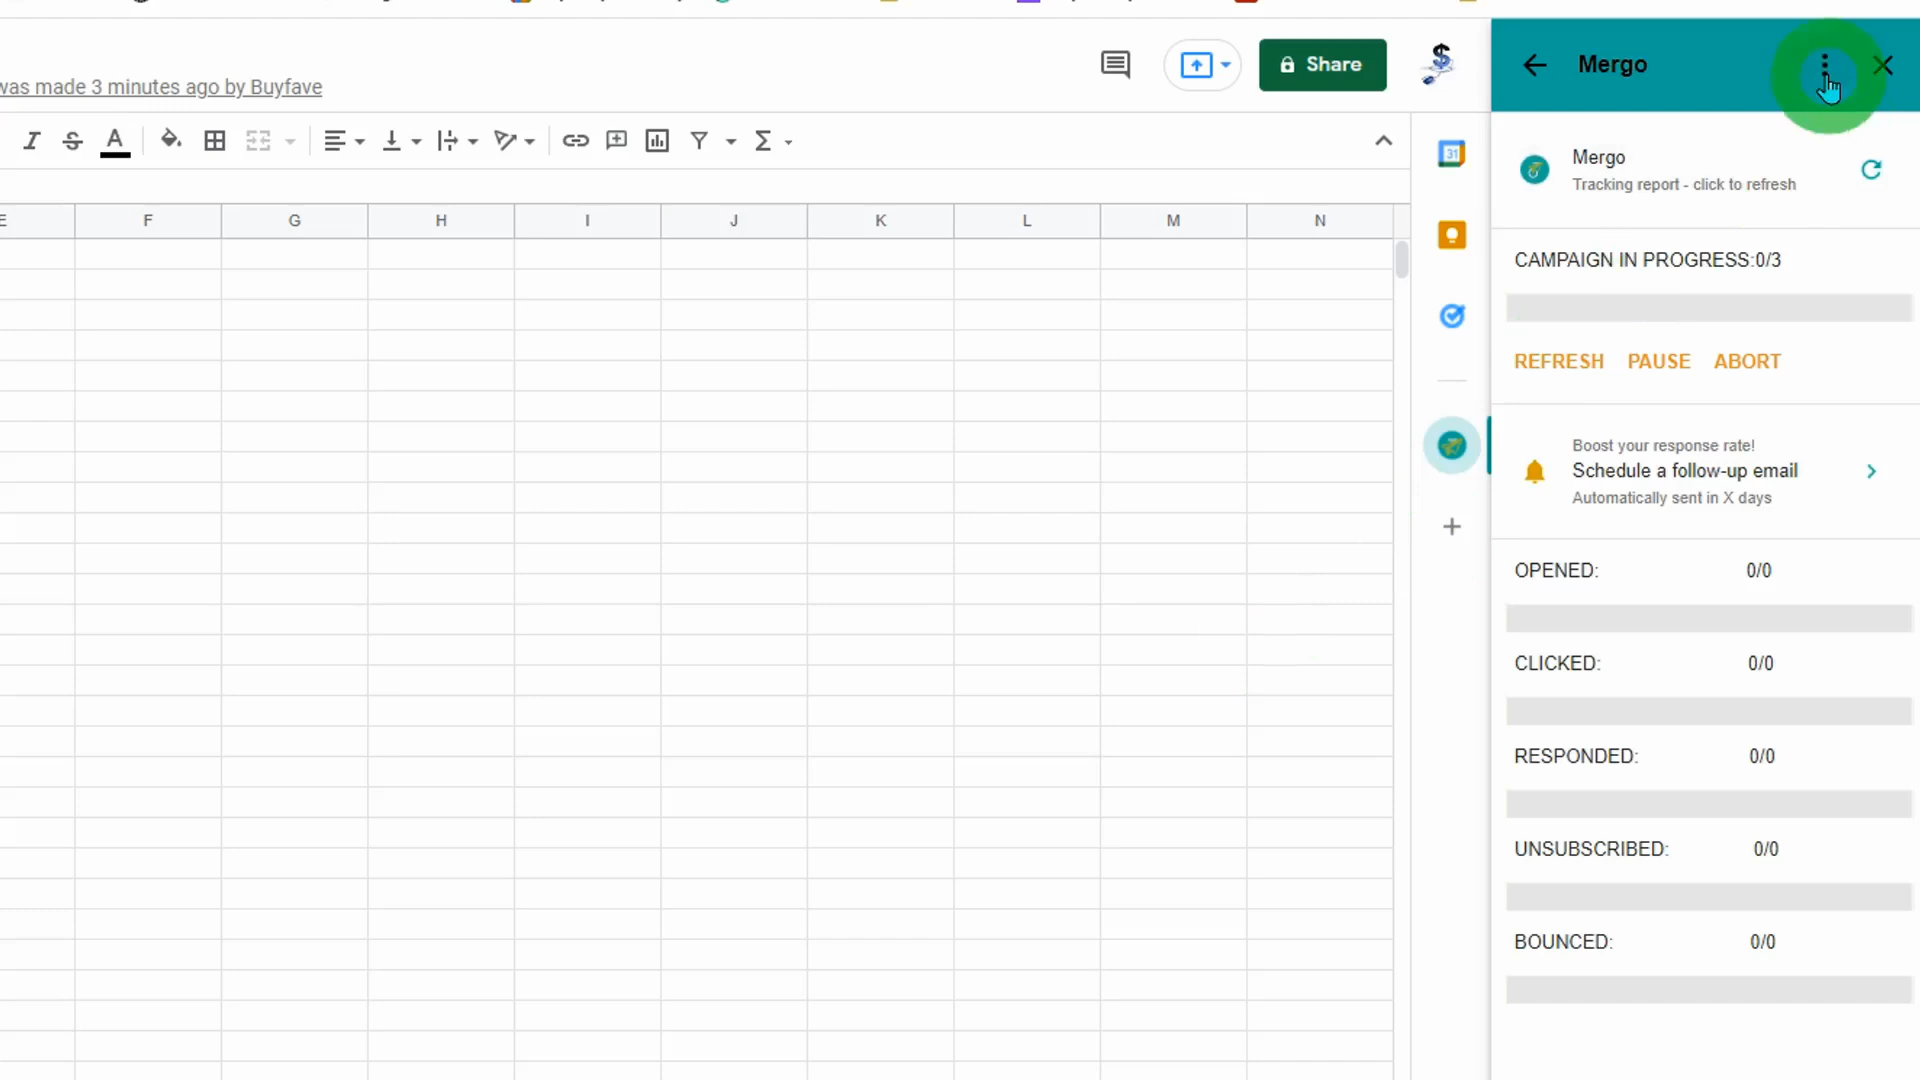 Share
Mergo
was made 3 minutes ago by Buyfave
A
31
Mergo
Tracking report - click to refresh
E F G H I J K L M N
CAMPAIGN IN PROGRESS:0/3
REFRESH PAUSE ABORT
Boost your response rate!
Schedule a follow-up email
Automatically sent in X days
OPENED: 0/0
CLICKED: 0/0
RESPONDED: 0/0
UNSUBSCRIBED: 0/0
BOUNCED: 0/0